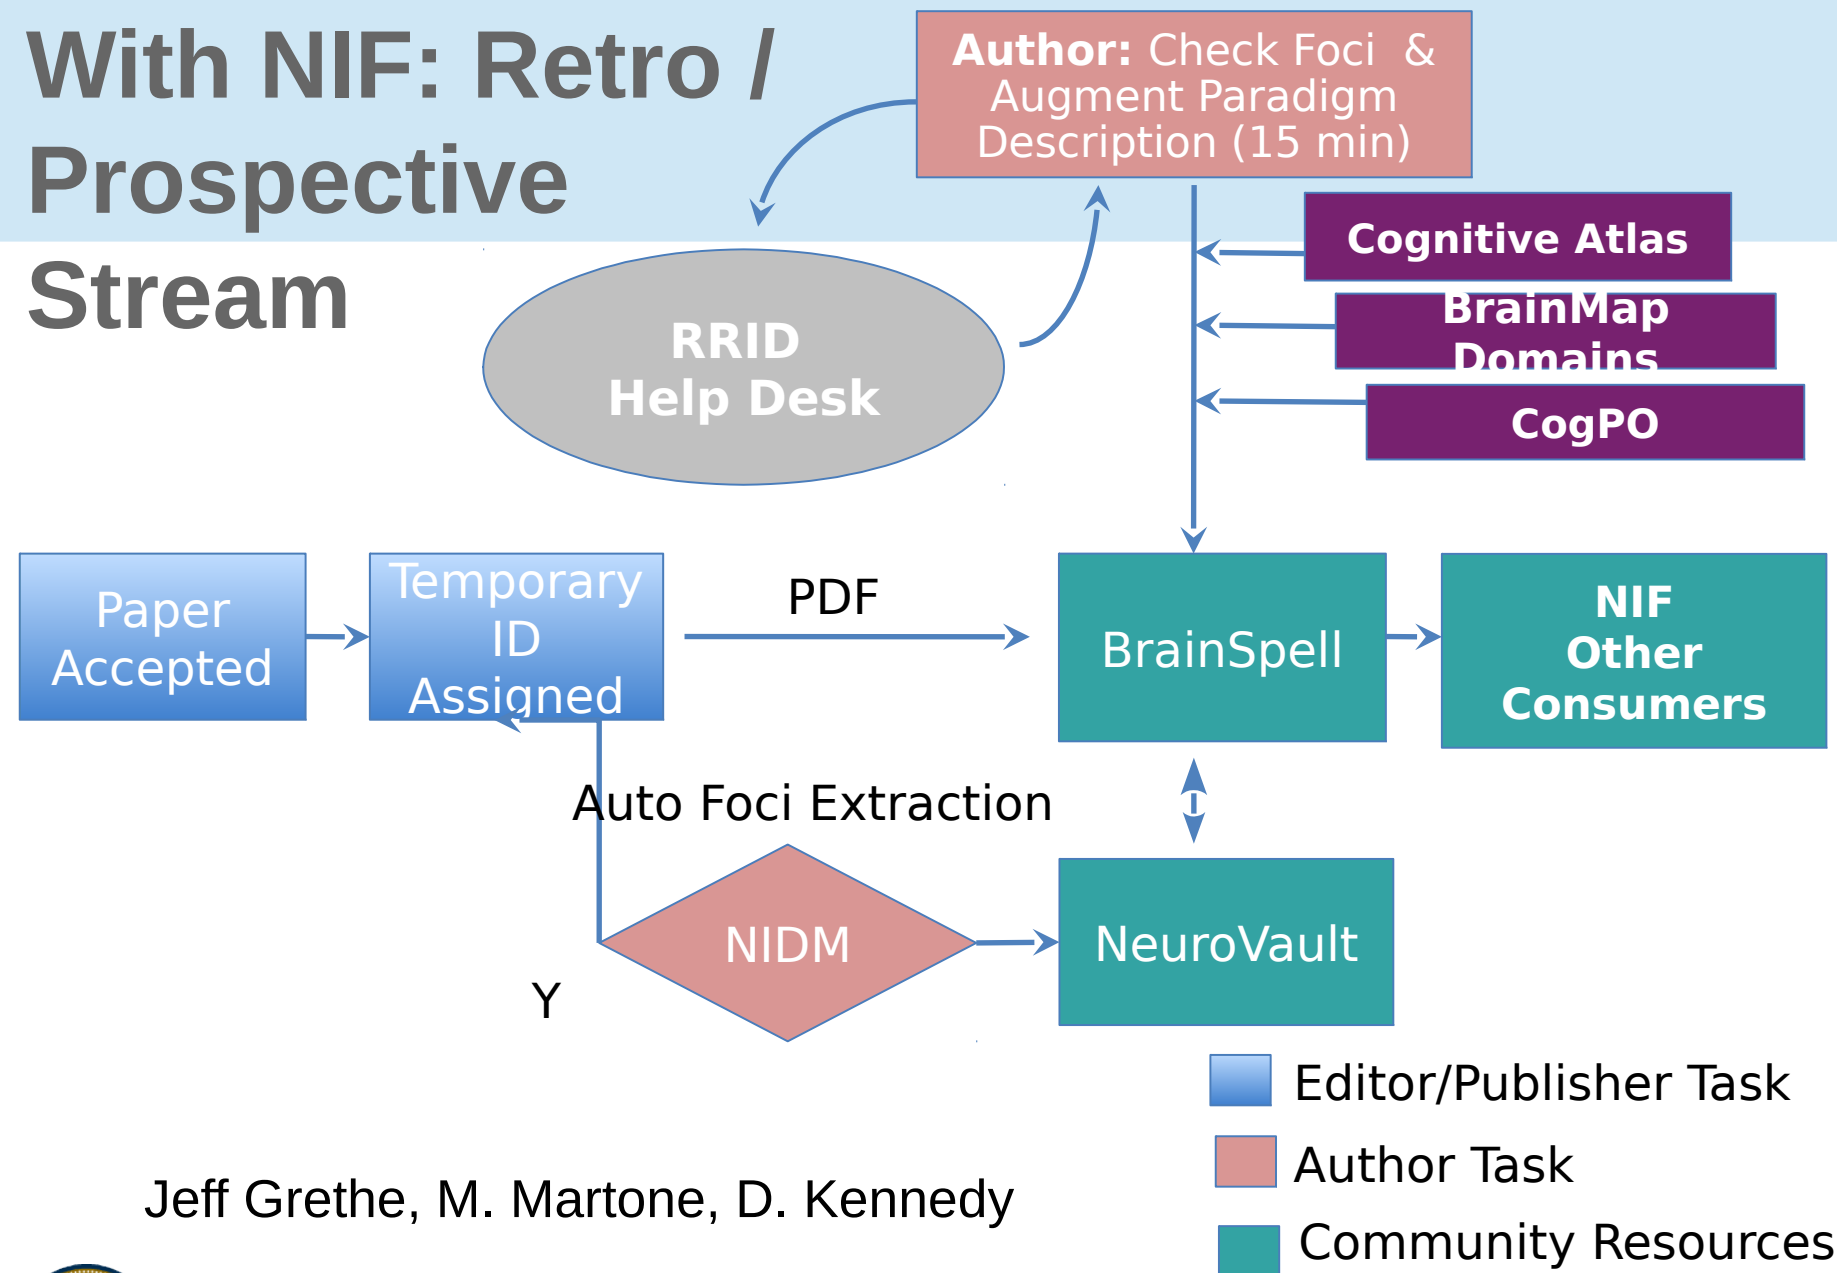 With NIF: Retro /
Prospective
Stream
Author: Check Foci & 
Augment Paradigm
Description (15 min)
Cognitive Atlas
BrainMap
Domains
CogPO
RRID
Help Desk
Paper
Accepted
Temporary
ID
Assigned
PDF
BrainSpell
NIF
Other
Consumers
Auto Foci Extraction
NIDM
Y
NeuroVault
Editor/Publisher Task
Author Task
Community Resources
Jeff Grethe, M. Martone, D. Kennedy